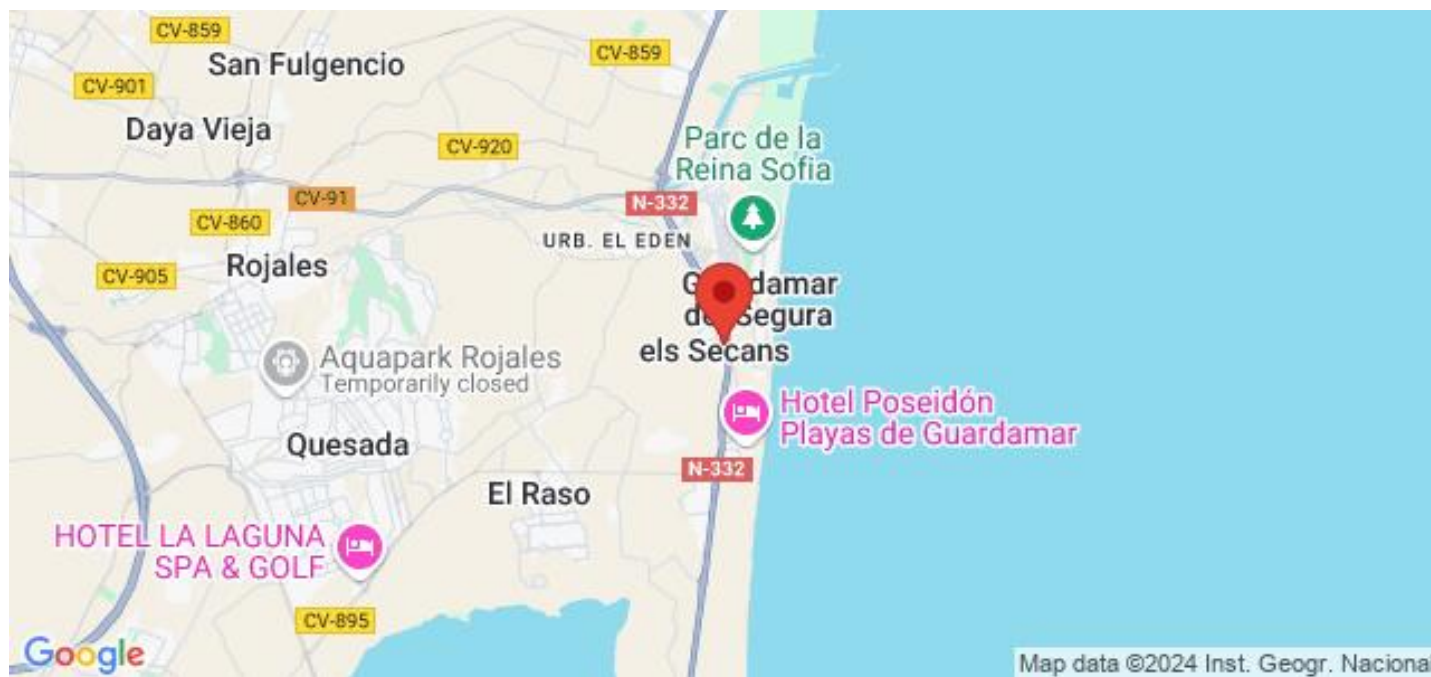 CV-859
San Fulgencio
CV-859
CV-901
Daya Vieja
CV-920
Parc de la
Reina Sofia
CV-91
N-332
CV-860
URB. EL EDEN
Rojales
CV-905
del Segura
els Secans
Aquapark Rojales
Temporarily closed
Hotel Poseidón
Playas de Guardamar
Quesada
N-332
El Raso
HOTEL LA LAGUNA
SPA & GOLF
CV-895
Google
Map data ©2024 Inst. Geogr. Nacional